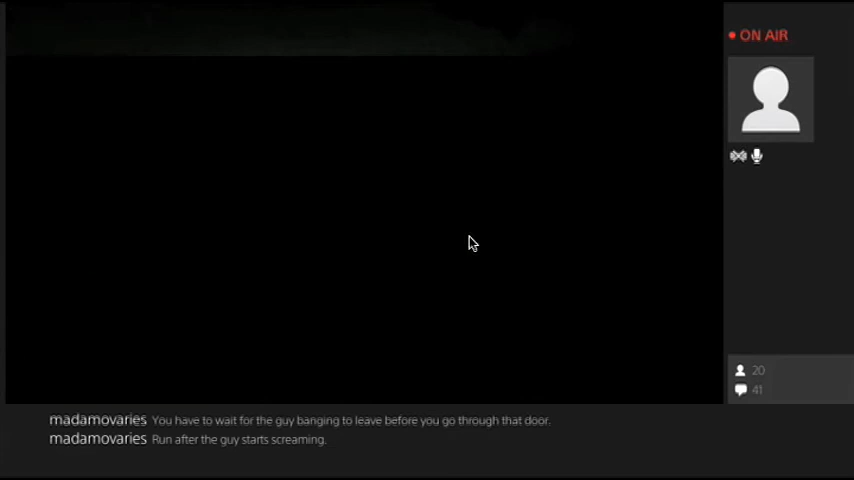 ON AIR
20
41
madamovaries You have to wait for the guy banging to leave before you go through that door.
madamovaries Run after the guy starts screaming.